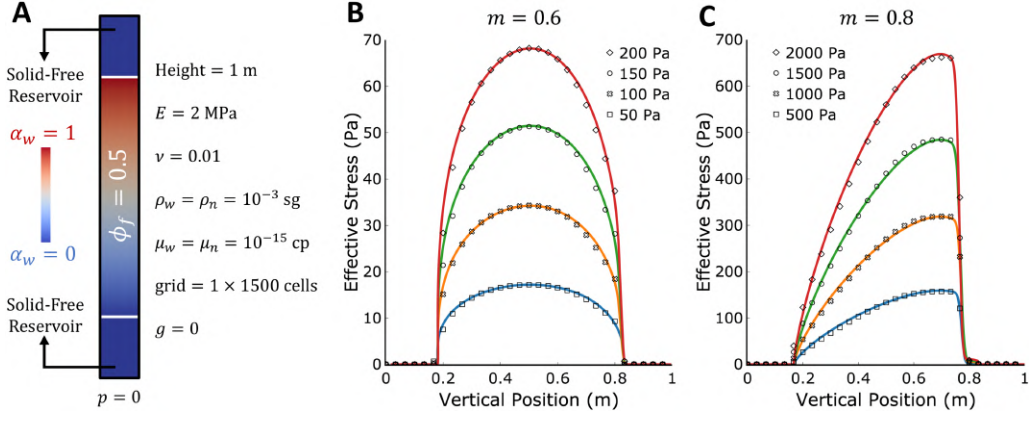 A
Solid-Free
Reservoir
α_w = 1
α_w = 0
Solid-Free
Reservoir
ϕ_f = 0.5
p = 0
Height = 1 m
E = 2 MPa
ν = 0.01
ρ_w = ρ_n = 10⁻³ sg
μ_w = μ_n = 10⁻¹⁵ cp
grid = 1 × 1500 cells
g = 0
B
m = 0.6
Effective Stress (Pa)
70
60
50
40
30
20
17
0
200 Pa
150 Pa
100 Pa
50 Pa
0 0.2 0.4 0.6 0.8 1
Vertical Position (m)
C
m = 0.8
Effective Stress (Pa)
700
600
500
400
300
200
100
0
2000 Pa
1500 Pa
1000 Pa
500 Pa
0 0.2 0.4 0.6 0.8 1
Vertical Position (m)